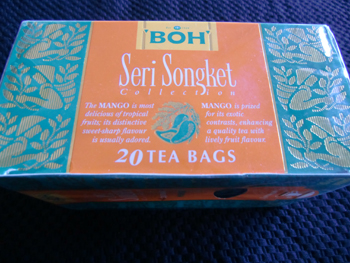 BOH
Seri Songket
Collection
The MANGO is most
delicious of tropical
fruits; its distinctive
sweet-sharp flavour
is usually adored.
MANGO is prized
for its exotic
contrasts, enhancing
a quality tea with
lively fruit flavour.
20 TEA BAGS